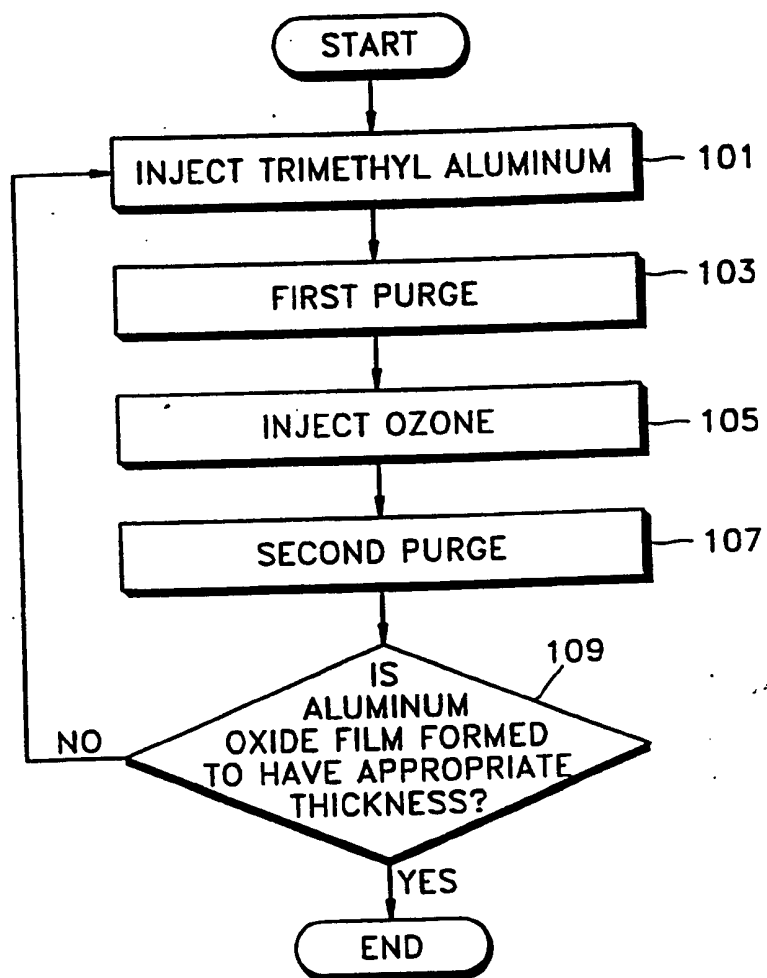 START
INJECT TRIMETHYL ALUMINUM
101
FIRST PURGE
103
INJECT OZONE
105
SECOND PURGE
107
109
IS
ALUMINUM
OXIDE FILM FORMED
TO HAVE APPROPRIATE
THICKNESS?
NO
YES
END